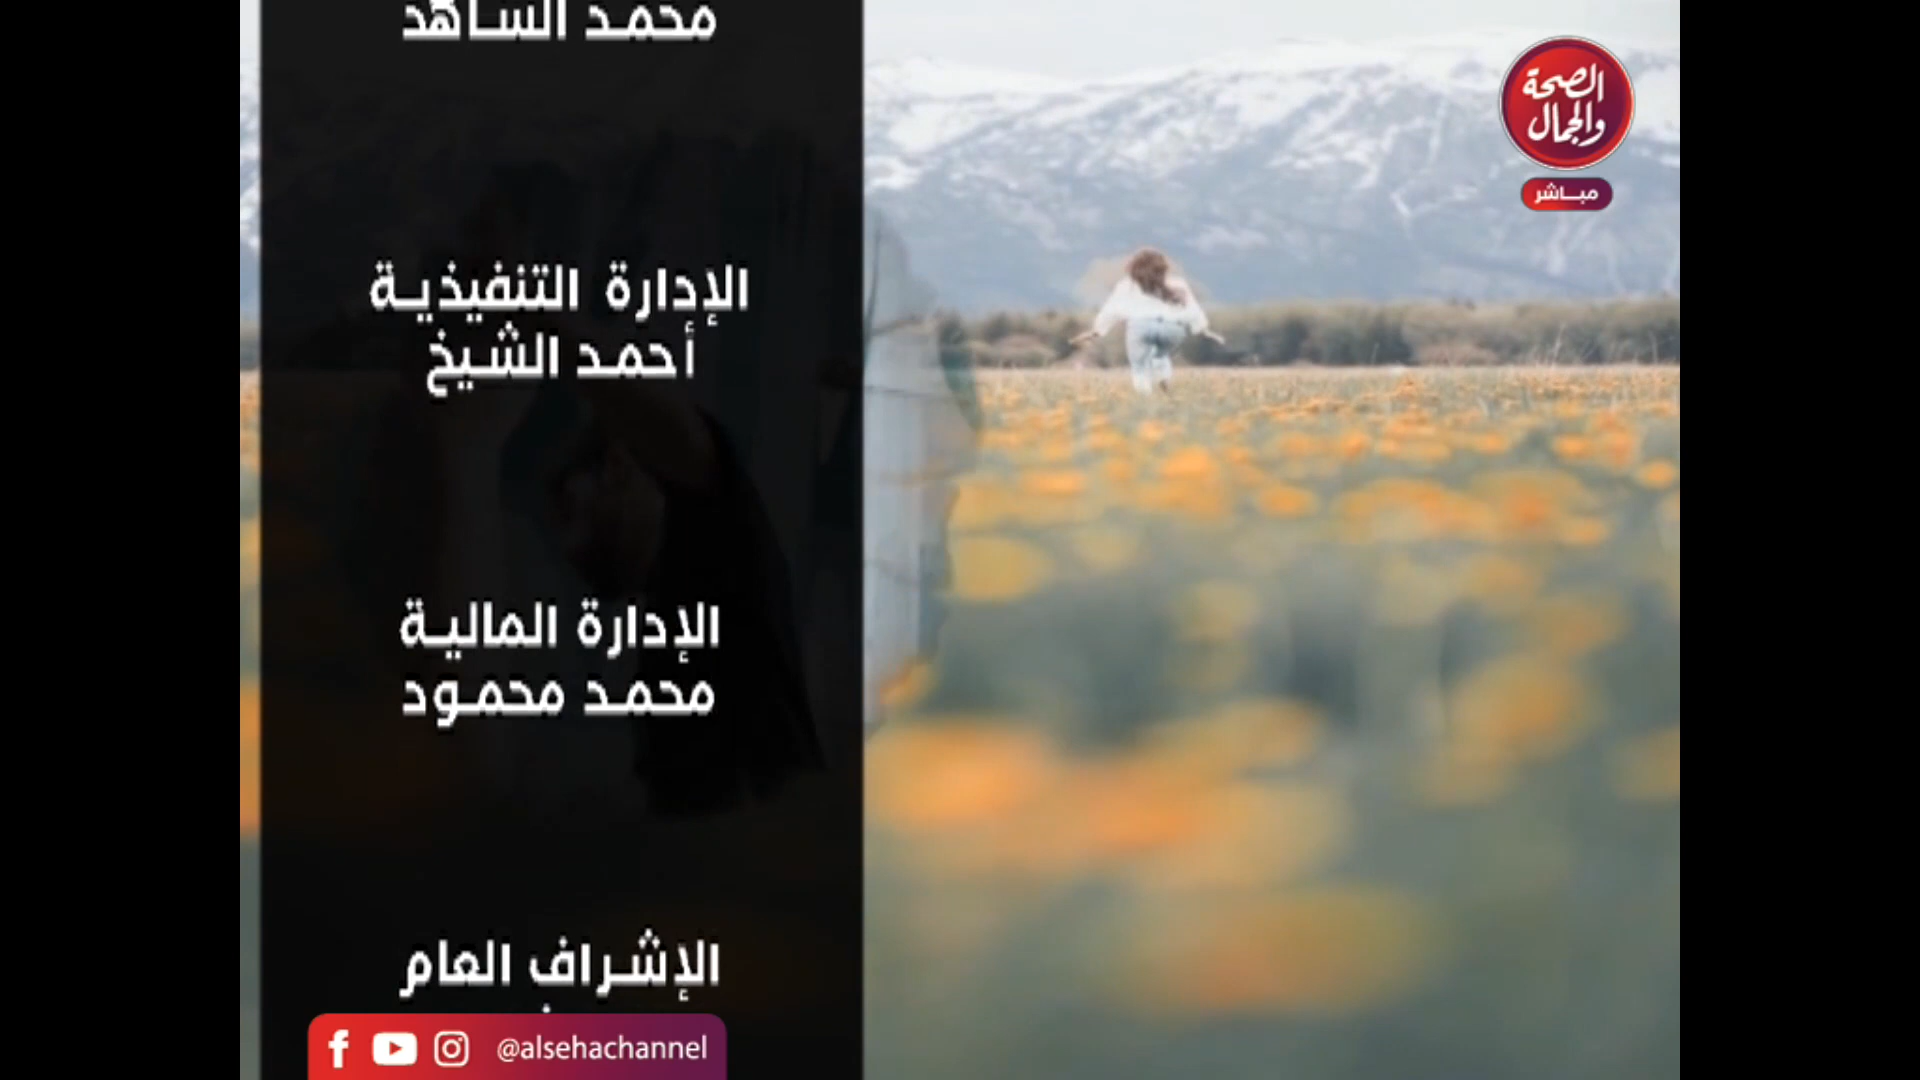 محمد الشاهد
الإدارة التنفيذية
أحمد الشيخ
الإدارة المالية
محمد محمود
الإشراف العام
@alsehachannel
الصحة
والجمال
مباشر